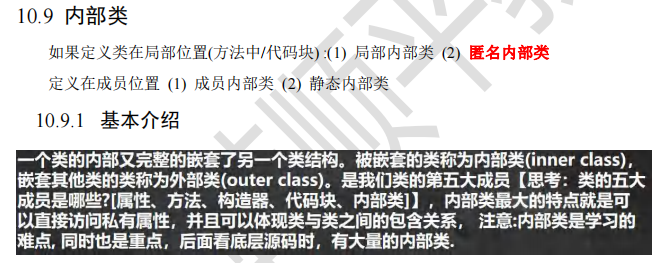 10.9 内部类
如果定义类在局部位置(方法中/代码块) :(1) 局部内部类 (2) 匿名内部类
定义在成员位置 (1) 成员内部类 (2) 静态内部类
10.9.1 基本介绍
一个类的内部又完整的嵌套了另一个类结构。被嵌套的类称为内部类(inner class),
嵌套其他类的类称为外部类(outer class)。是我们类的第五大成员【思考：类的五大
成员是哪些?[属性、方法、构造器、代码块、内部类]】，内部类最大的特点就是可
以直接访问私有属性，并且可以体现类与类之间的包含关系， 注意:内部类是学习的
难点, 同时也是重点，后面看底层源码时，有大量的内部类.